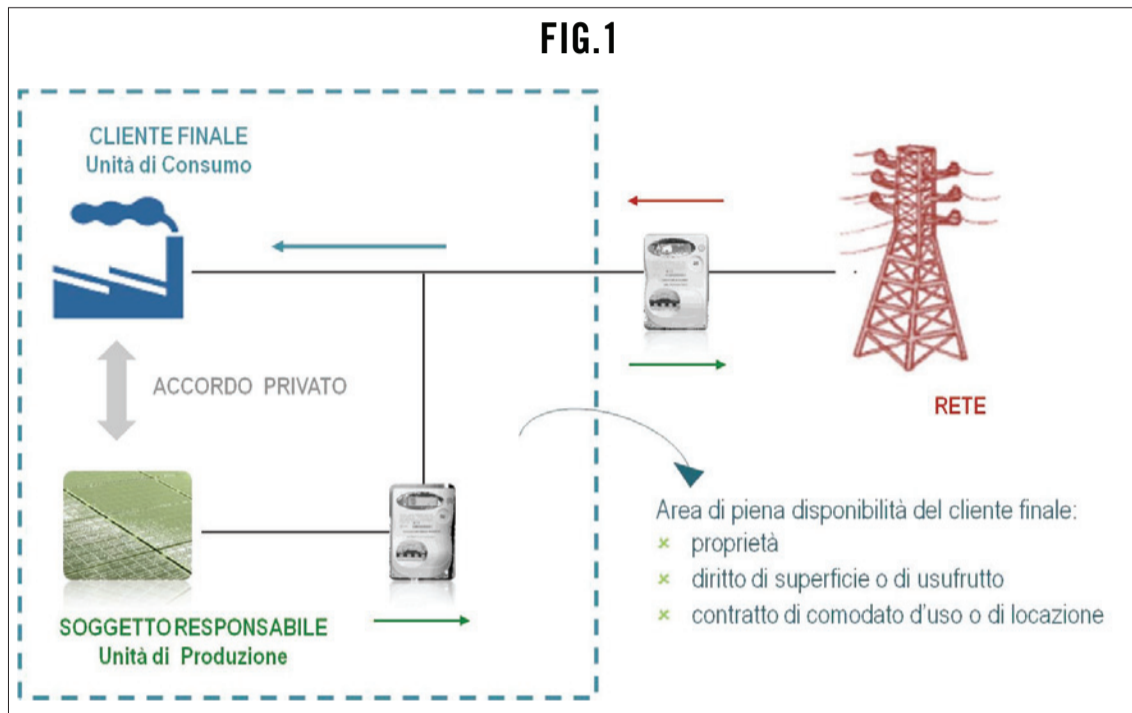 FIG.1
CLIENTE FINALE
Unità di Consumo
ACCORDO PRIVATO
RETE
Area di piena disponibilità del cliente finale:
proprietà
diritto di superficie o di usufrutto
contratto di comodato d'uso o di locazione
SOGGETTO RESPONSABILE
Unità di Produzione